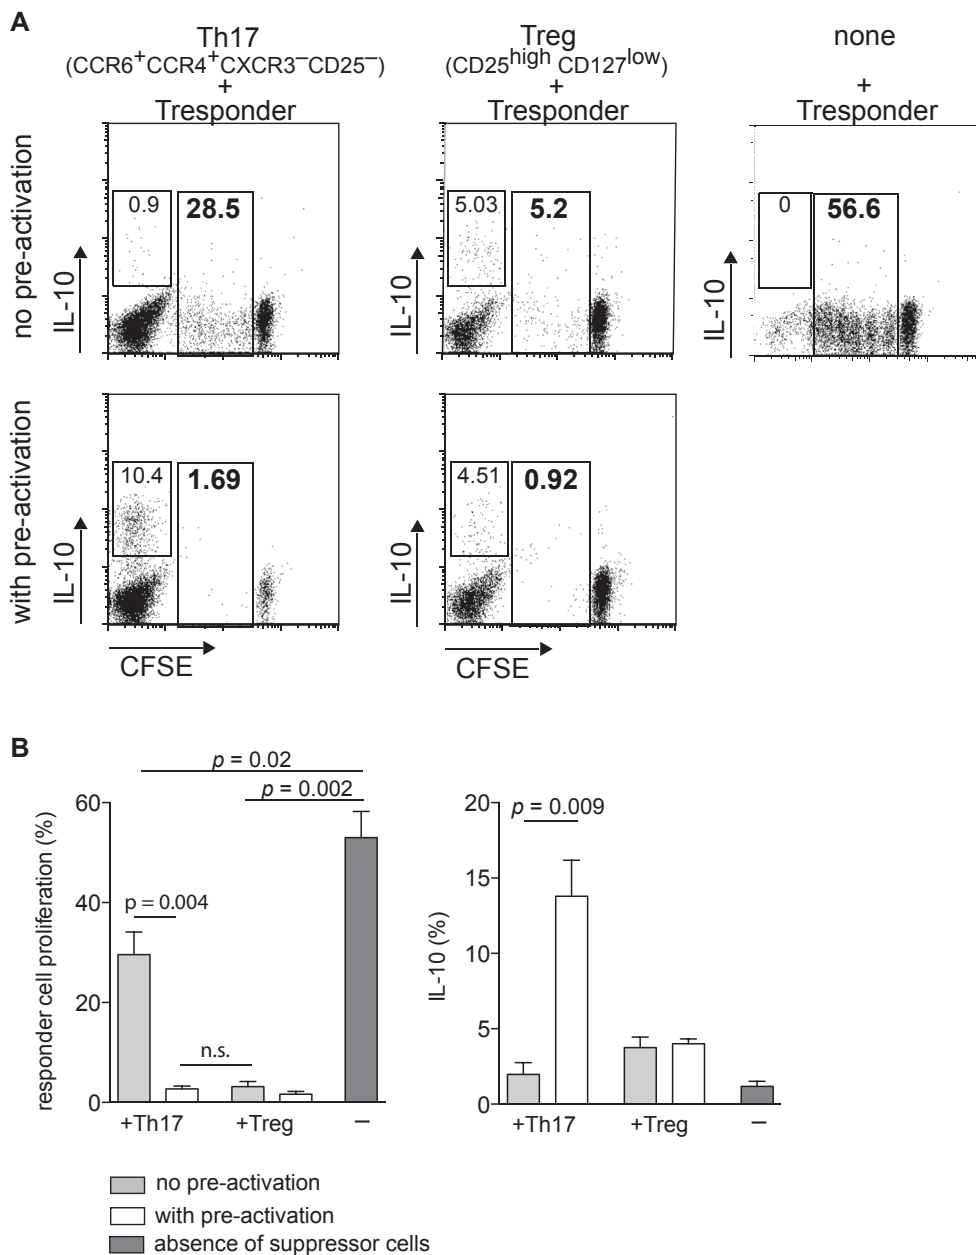 A
Th17
(CCR6⁺CCR4⁺CXCR3⁻CD25⁻)
+
Tresponder
Treg
(CD25ʰⁱᵍʰ CD127ˡᵒʷ)
+
Tresponder
none
+
Tresponder
no pre-activation
IL-10
0.9
28.5
IL-10
5.03
5.2
IL-10
0
56.6
with pre-activation
IL-10
10.4
1.69
CFSE
IL-10
4.51
0.92
CFSE
B
p = 0.02
p = 0.002
responder cell proliferation (%)
60
40
20
0
p = 0.004
n.s.
+Th17
+Treg
–
IL-10 (%)
20
15
10
5
0
p = 0.009
+Th17
+Treg
–
no pre-activation
with pre-activation
absence of suppressor cells